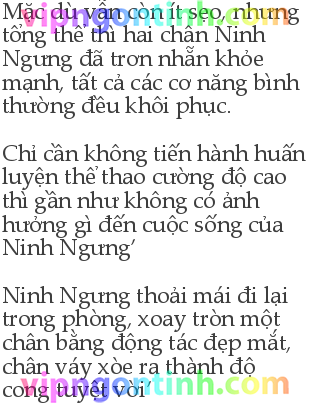 Mặc dù vẫn còn ít sẹo, nhưng
tổng thể thì hai chân Ninh
Ngưng đã trơn nhẵn khỏe
mạnh, tất cả các cơ năng bình
thường đều khôi phục.
Chỉ cần không tiến hành huấn
luyện thể thao cường độ cao
thì gần như không có ảnh
hưởng gì đến cuộc sống của
Ninh Ngưng’
Ninh Ngưng thoải mái đi lại
trong phòng, xoay tròn một
chân bằng động tác đẹp mắt,
chân váy xòe ra thành độ
cong tuyệt vời’
vipngontinh.com
vipngontinh.com